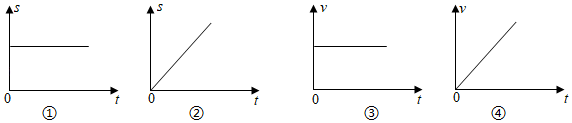 s s v v
0 t 0 t 0 t 0 t
① ② ③ ④